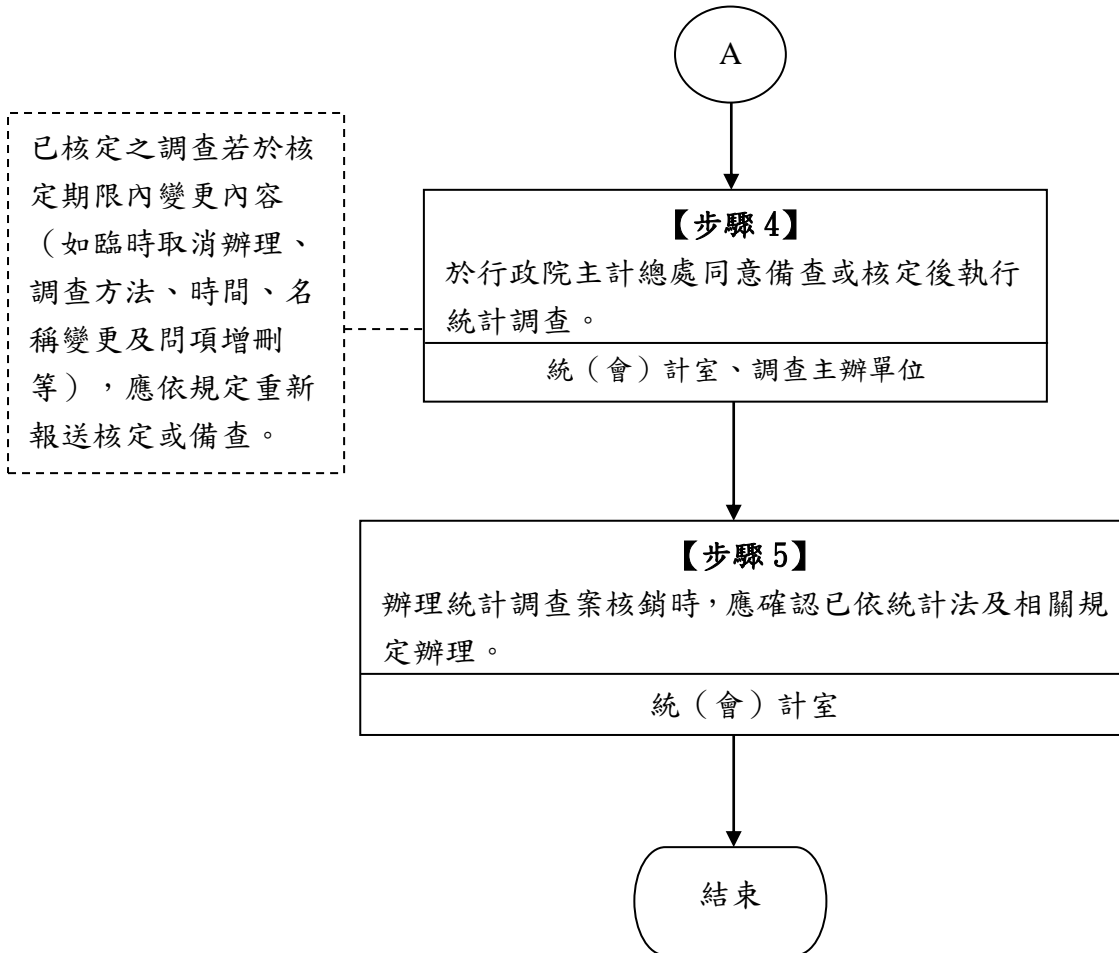 A
已核定之調查若於核
定期限內變更內容
（如臨時取消辦理、
調查方法、時間、名
稱變更及問項增刪
等），應依規定重新
報送核定或備查。
【步驟 4】
於行政院主計總處同意備查或核定後執行
統計調查。
統（會）計室、調查主辦單位
【步驟 5】
辦理統計調查案核銷時，應確認已依統計法及相關規
定辦理。
統（會）計室
結束